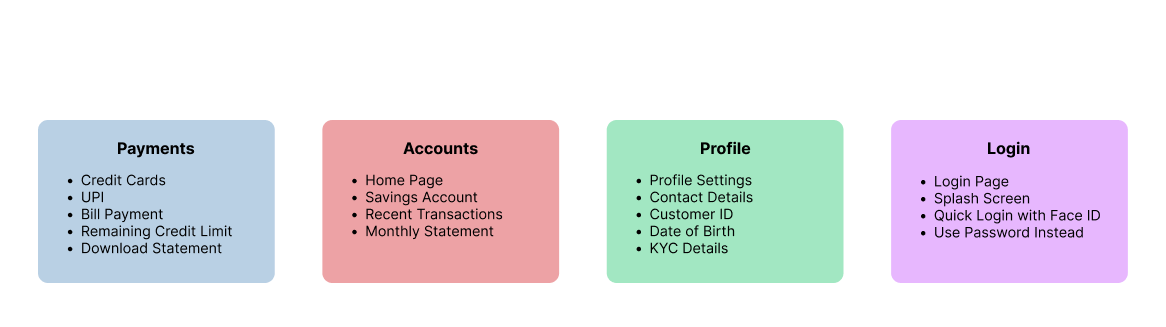 Payments
• Credit Cards
• UPI
• Bill Payment
• Remaining Credit Limit
• Download Statement
Accounts
• Home Page
• Savings Account
• Recent Transactions
• Monthly Statement
Profile
• Profile Settings
• Contact Details
• Customer ID
• Date of Birth
• KYC Details
Login
• Login Page
• Splash Screen
• Quick Login with Face ID
• Use Password Instead